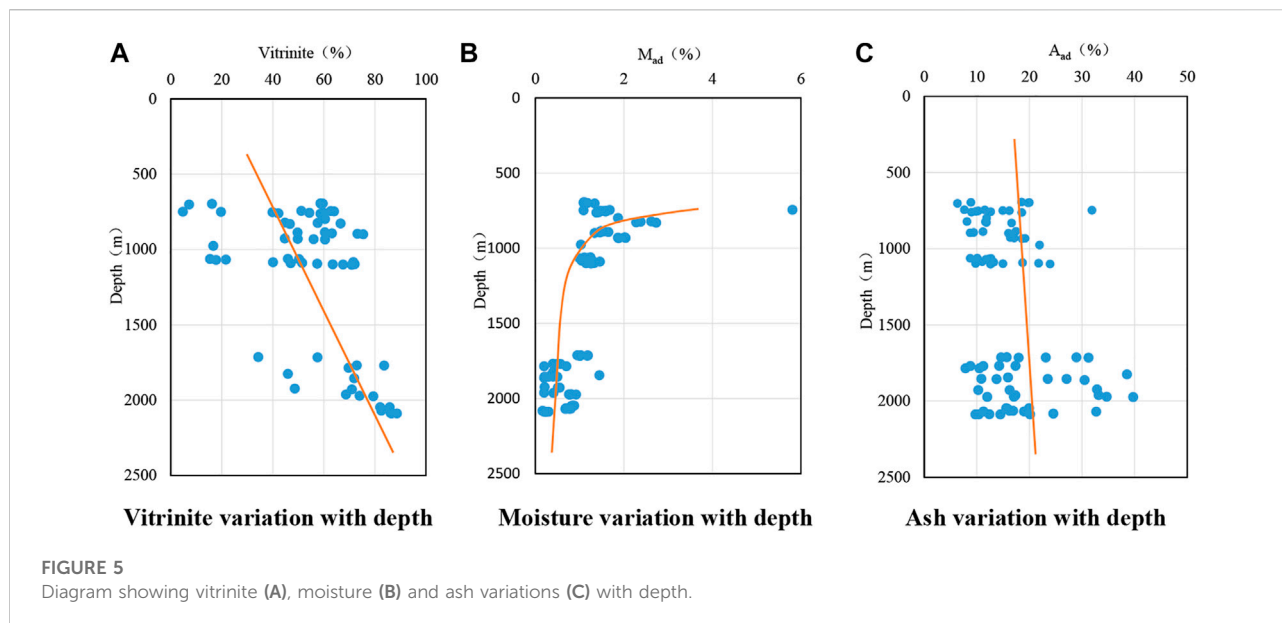 A
Vitrinite（%）
0 20 40 60 80 100
0
500
1000
1500
2000
2500
Depth（m）
Vitrinite variation with depth
B
Mad（%）
0 2 4 6 8
0
500
1000
1500
2000
2500
Depth（m）
Moisture variation with depth
C
Aad（%）
0 10 20 30 40 50
0
500
1000
1500
2000
2500
Depth（m）
Ash variation with depth
FIGURE 5
Diagram showing vitrinite (A), moisture (B) and ash variations (C) with depth.